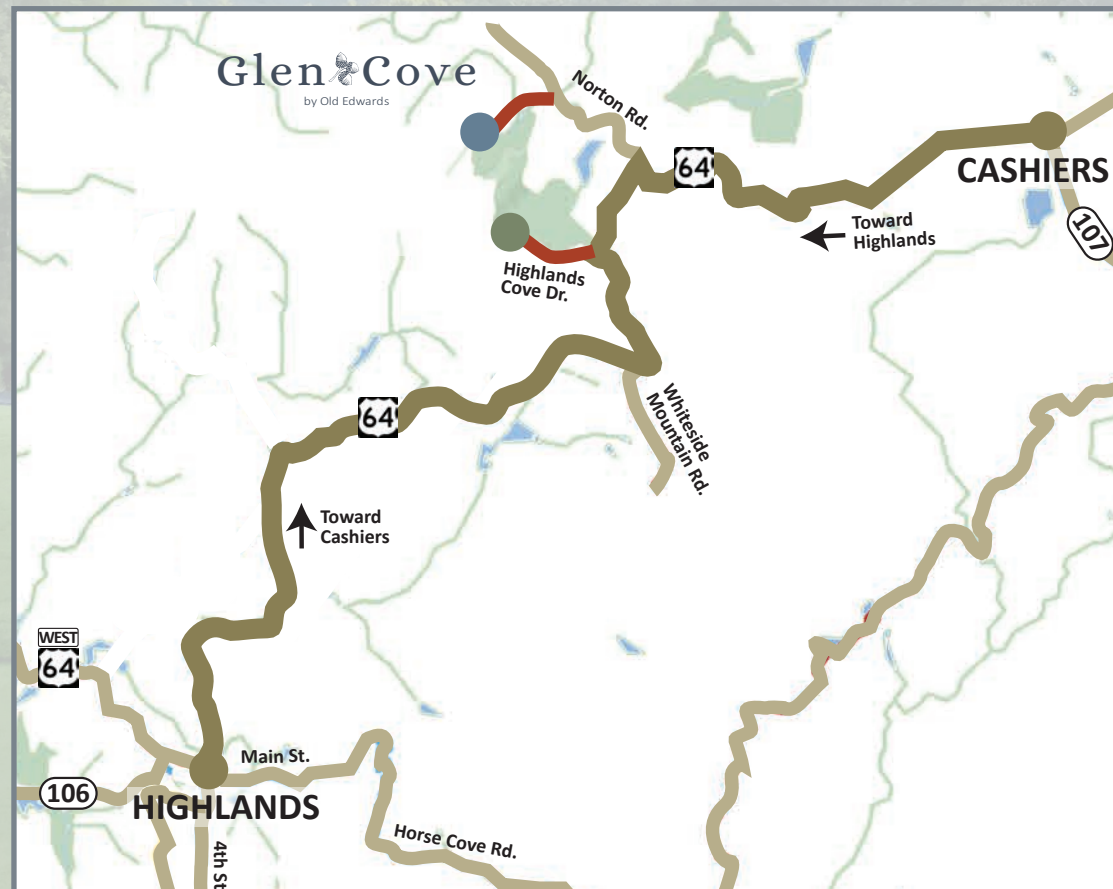 Glen Cove
by Old Edwards
Norton Rd.
64
CASHIERS
107
Toward
Highlands
Highlands
Cove Dr.
Whiteside
Mountain Rd.
64
Toward
Cashiers
WEST
64
Main St.
106
HIGHLANDS
Horse Cove Rd.
4th St